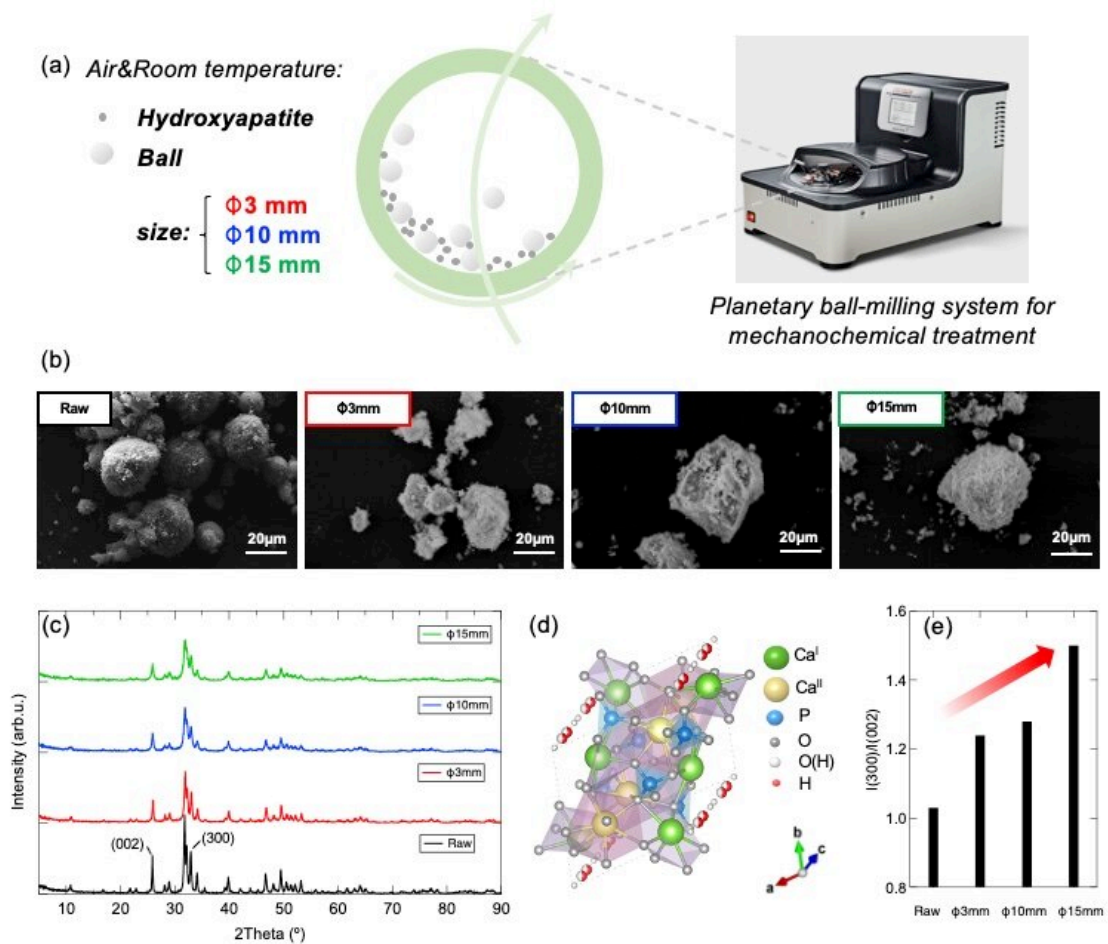 (a) Air&Room temperature:
Hydroxyapatite
Ball
size:
Φ3 mm
Φ10 mm
Φ15 mm
Planetary ball-milling system for
mechanochemical treatment
(b)
Raw
20μm
Φ3mm
20μm
Φ10mm
20μm
Φ15mm
20μm
(c)
Intensity (arb.u.)
ϕ15mm
ϕ10mm
ϕ3mm
Raw
(002)
(300)
10 20 30 40 50 60 70 80 90
2Theta (º)
(d)
Caᴵ
Caᴵᴵ
P
O
O(H)
H
b
c
a
(e)
I(300)/I(002)
1.6
1.4
1.2
1.0
0.8
Raw ϕ3mm ϕ10mm ϕ15mm